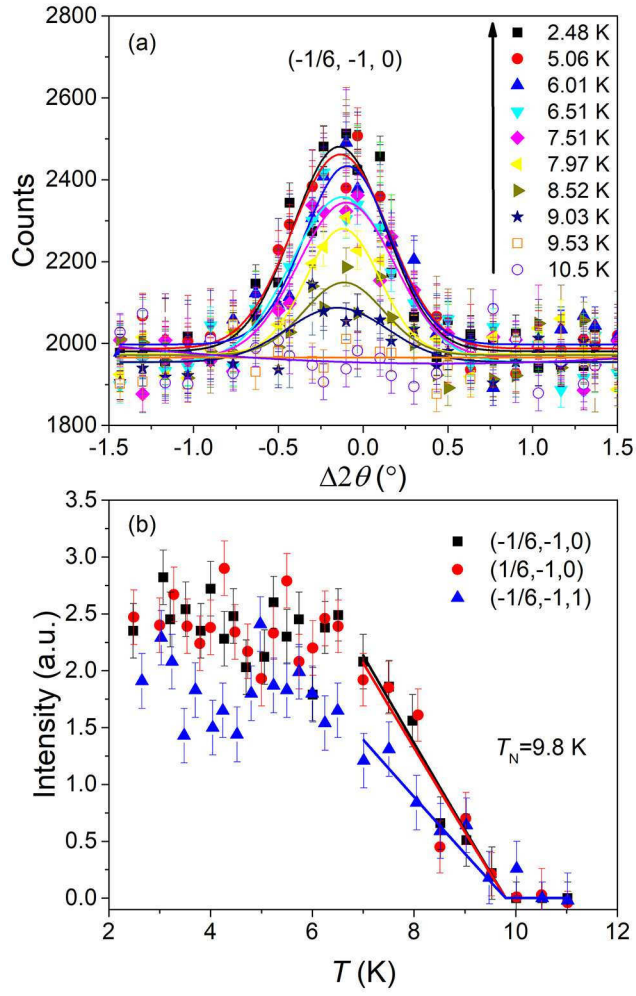 2800
(a)
2.48 K
(-1/6, -1, 0)
5.06 K
6.01 K
2600
6.51 K
7.51 K
7.97 K
2400
8.52 K
9.03 K
Counts
9.53 K
2200
10.5 K
2000
1800
-1.5 -1.0 -0.5 0.0 0.5 1.0 1.5
Δ2θ (°)
3.5
(b)
(-1/6,-1,0)
3.0
(1/6,-1,0)
(-1/6,-1,1)
2.5
2.0
Intensity (a.u.)
1.5
T_N=9.8 K
1.0
0.5
0.0
2 4 6 8 10 12
T (K)